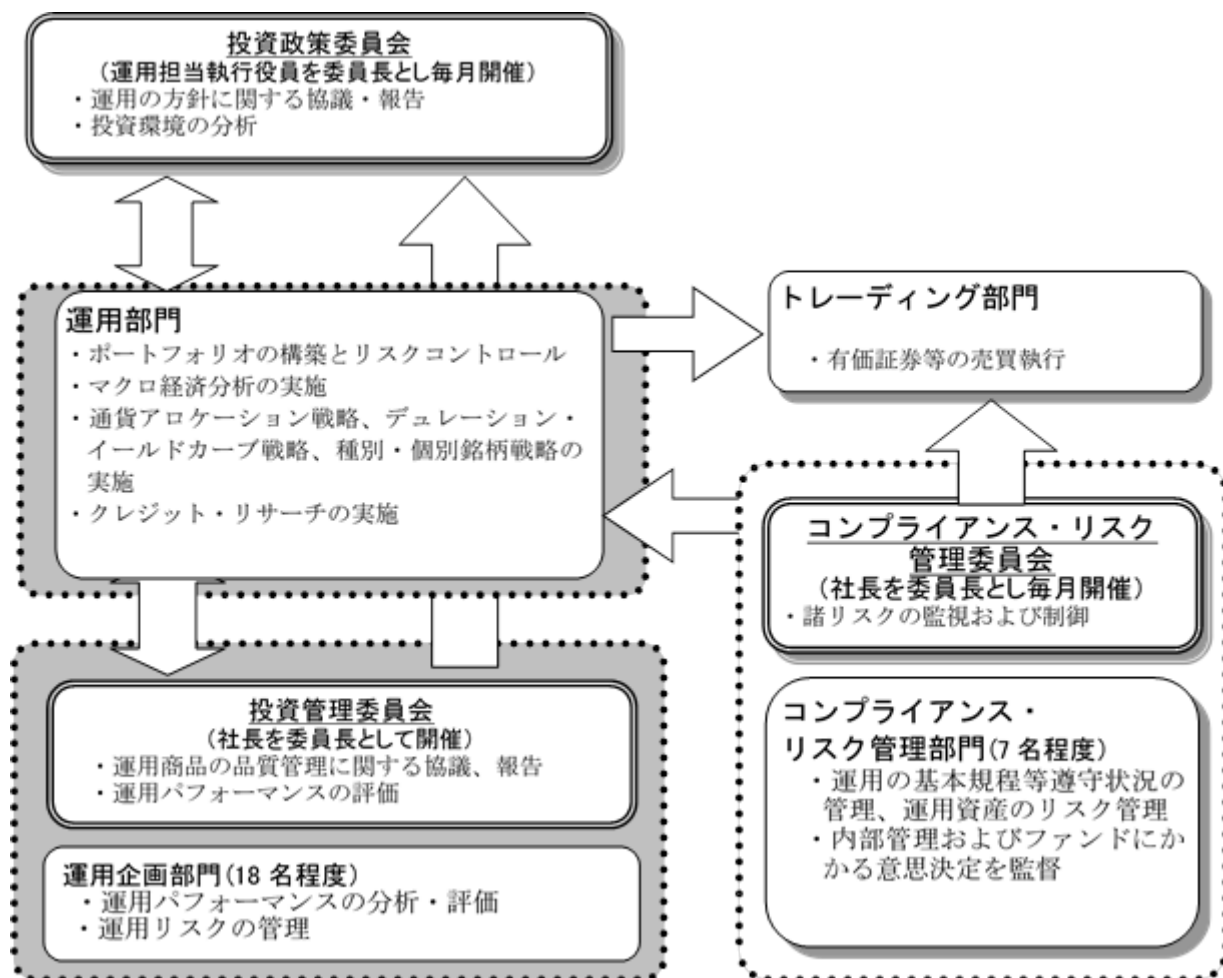 投資政策委員会
(運用担当執行役員を委員長とし毎月開催)
・運用の方針に関する協議・報告
・投資環境の分析
運用部門
・ポートフォリオの構築とリスクコントロール
・マクロ経済分析の実施
・通貨アロケーション戦略、デュレーション・
イールドカーブ戦略、種別・個別銘柄戦略の
実施
・クレジット・リサーチの実施
トレーディング部門
・有価証券等の売買執行
コンプライアンス・リスク
管理委員会
(社長を委員長とし毎月開催)
・諸リスクの監視および制御
投資管理委員会
(社長を委員長として開催)
・運用商品の品質管理に関する協議、報告
・運用パフォーマンスの評価
運用企画部門(18 名程度)
・運用パフォーマンスの分析・評価
・運用リスクの管理
コンプライアンス・
リスク管理部門(7 名程度)
・運用の基本規程等遵守状況の
管理、運用資産のリスク管理
・内部管理およびファンドにか
かる意思決定を監督